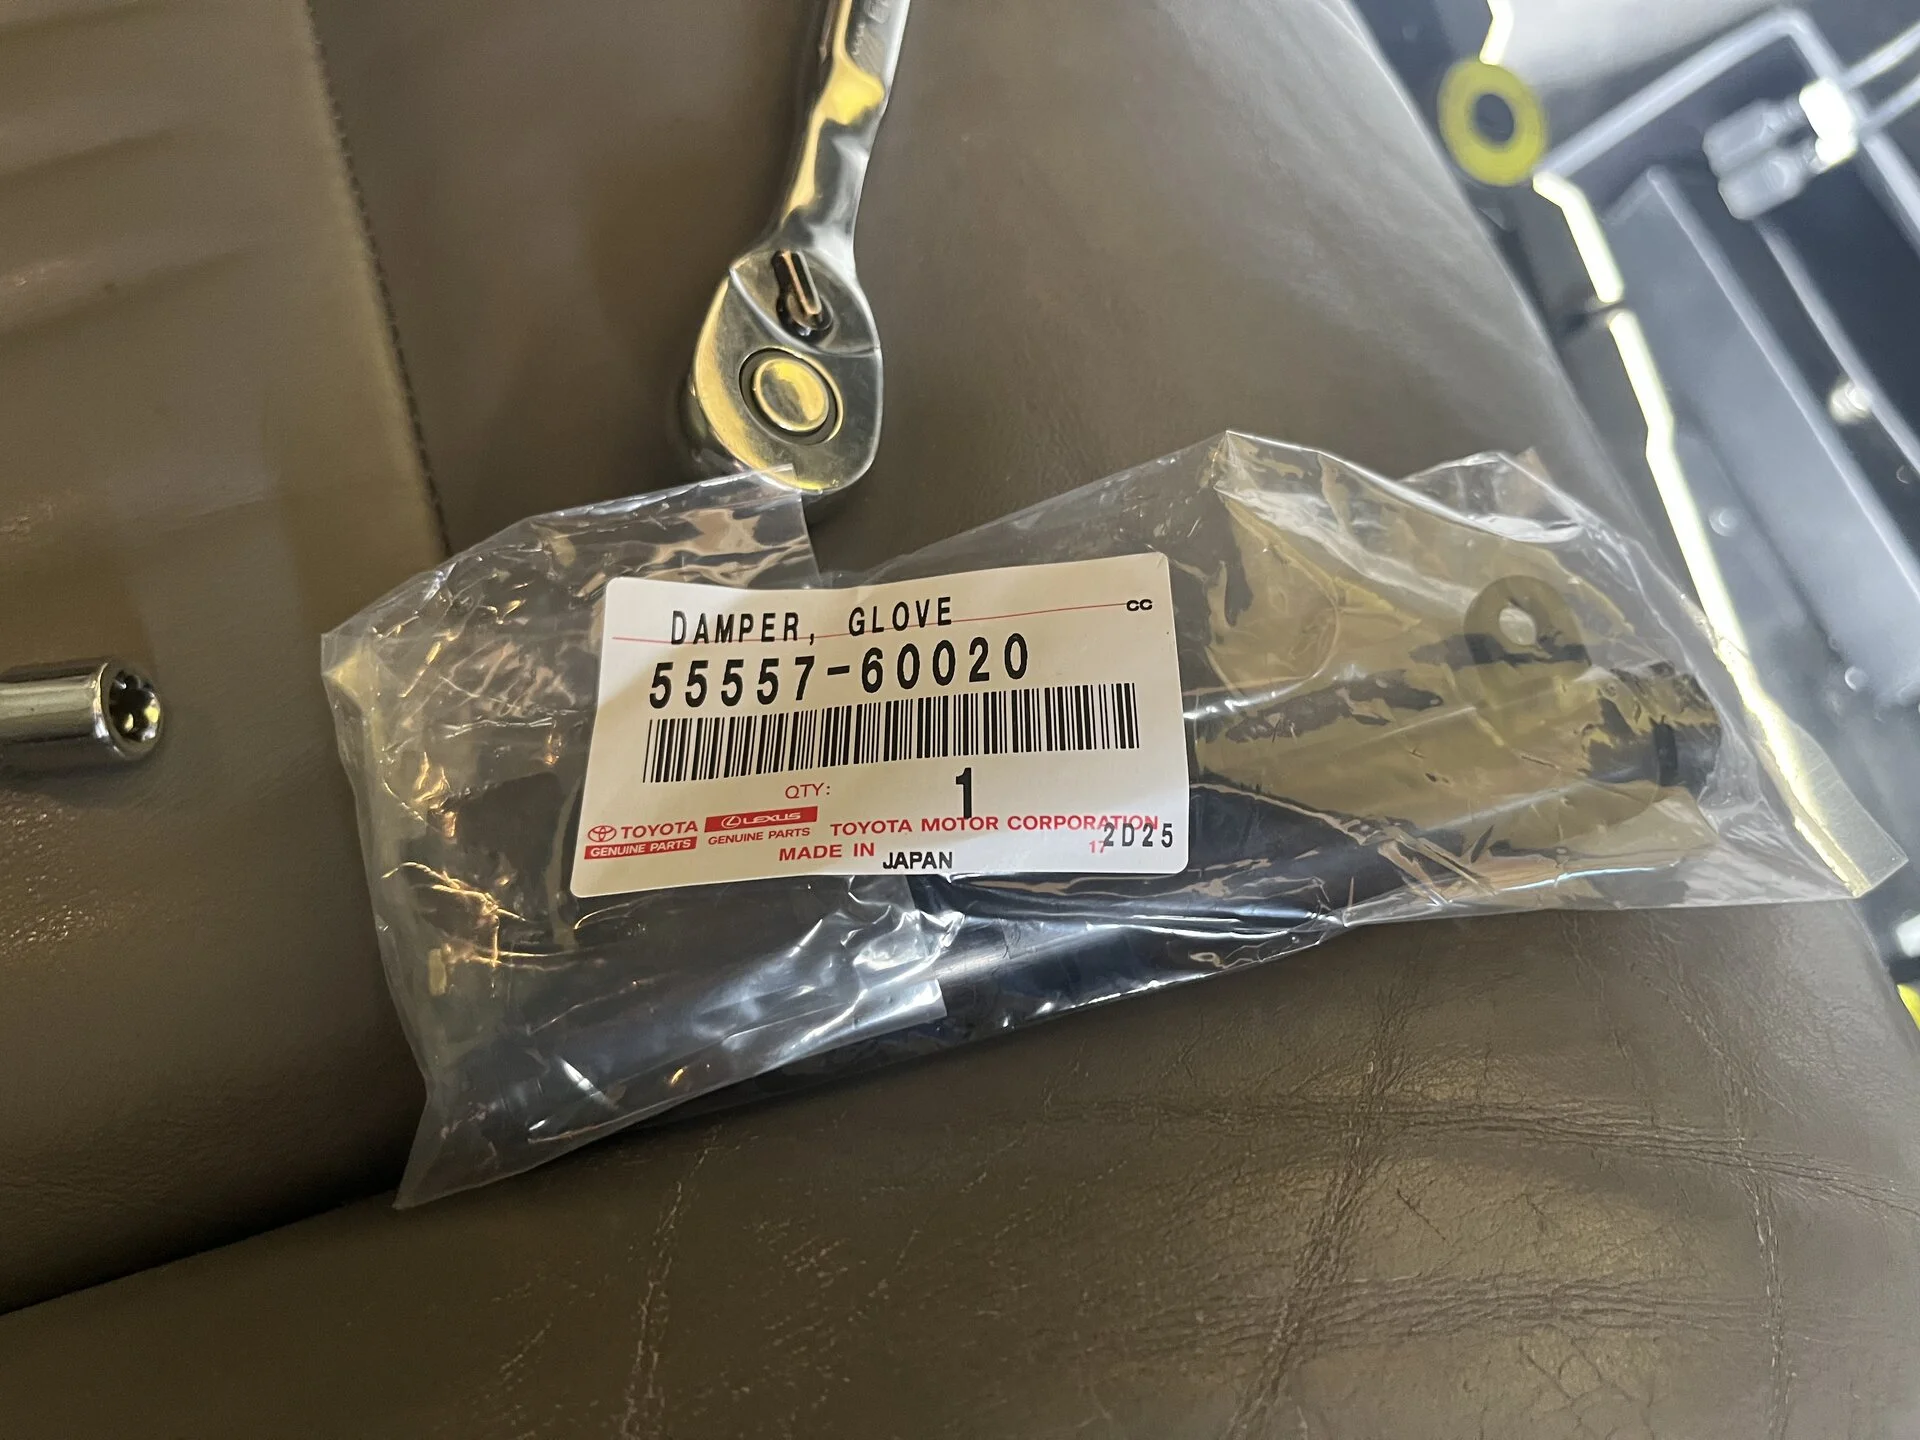 DAMPER, GLOVE
CC
55557-60020
QTY: 1
TOYOTA
GENUINE PARTS
LEXUS
GENUINE PARTS
TOYOTA MOTOR CORPORATION
17 2D25
MADE IN JAPAN